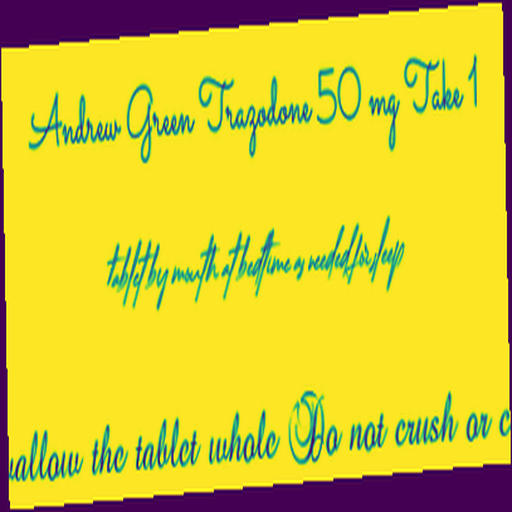 Andrew Green Trazodone 50 mg Take 1
tablet by mouth at bedtime as needed for sleep
the tablet whole Do not crush or